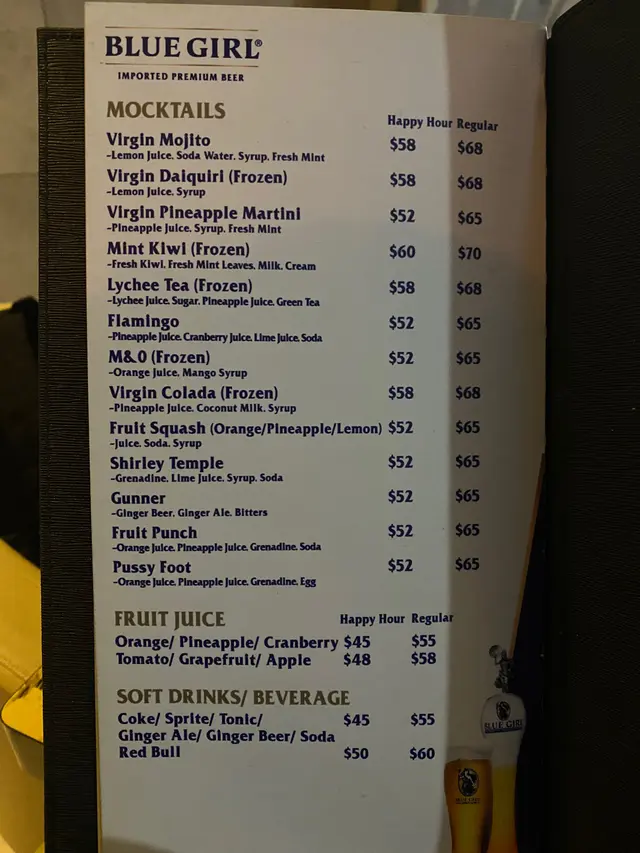 BLUE GIRL®
IMPORTED PREMIUM BEER
MOCKTAILS
Happy Hour Regular
Virgin Mojito $58 $68
-Lemon Juice. Soda Water. Syrup. Fresh Mint
Virgin Daiquiri (Frozen) $58 $68
-Lemon Juice. Syrup
Virgin Pineapple Martini $52 $65
-Pineapple Juice. Syrup. Fresh Mint
Mint Kiwi (Frozen) $60 $70
-Fresh Kiwi. Fresh Mint Leaves. Milk. Cream
Lychee Tea (Frozen) $58 $68
-Lychee Juice. Sugar. Pineapple Juice. Green Tea
Flamingo $52 $65
-Pineapple Juice. Cranberry Juice. Lime Juice. Soda
M&O (Frozen) $52 $65
-Orange Juice. Mango Syrup
Virgin Colada (Frozen) $58 $68
-Pineapple Juice. Coconut Milk. Syrup
Fruit Squash (Orange/Pineapple/Lemon) $52 $65
-Juice. Soda. Syrup
Shirley Temple $52 $65
-Grenadine. Lime Juice. Syrup. Soda
Gunner $52 $65
-Ginger Beer. Ginger Ale. Bitters
Fruit Punch $52 $65
-Orange Juice. Pineapple Juice. Grenadine. Soda
Pussy Foot $52 $65
-Orange Juice. Pineapple Juice. Grenadine. Egg
FRUIT JUICE Happy Hour Regular
Orange/ Pineapple/ Cranberry $45 $55
Tomato/ Grapefruit/ Apple $48 $58
SOFT DRINKS/ BEVERAGE
Coke/ Sprite/ Tonic/ $45 $55
Ginger Ale/ Ginger Beer/ Soda
Red Bull $50 $60
BLUE GIRL
BLUE GIRL